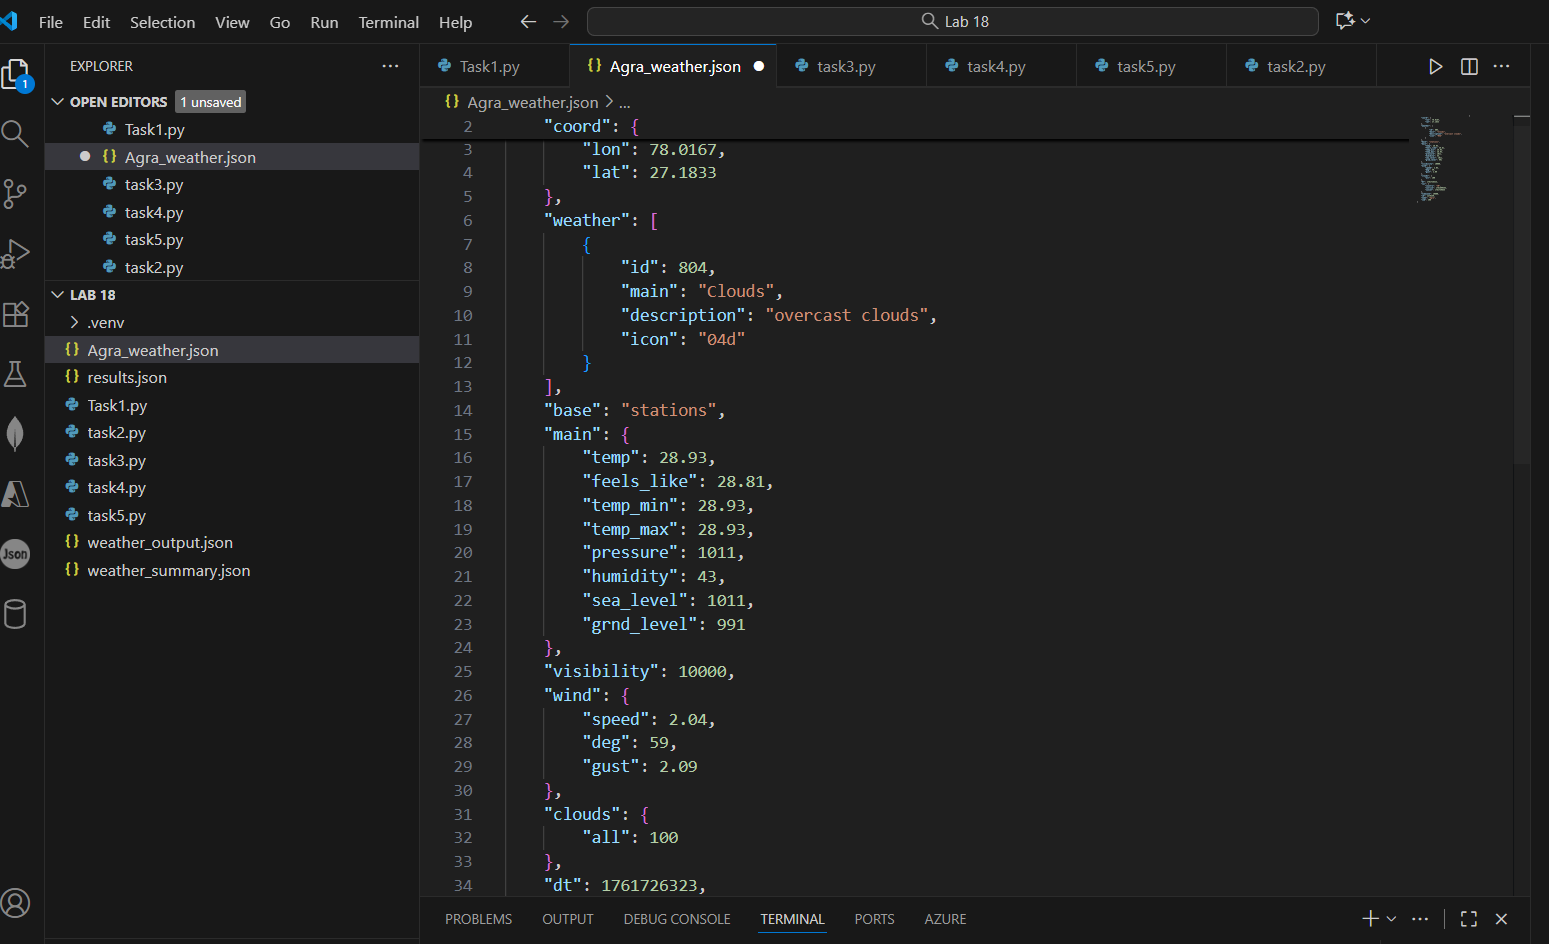 File Edit Selection View Go Run Terminal Help
Lab 18
EXPLORER
1
OPEN EDITORS 1 unsaved
Task1.py
Agra_weather.json
task3.py
task4.py
task5.py
task2.py
LAB 18
.venv
Agra_weather.json
results.json
Task1.py
task2.py
task3.py
task4.py
task5.py
weather_output.json
weather_summary.json
Json
Task1.py Agra_weather.json task3.py task4.py task5.py task2.py
Agra_weather.json > ...
2 "coord": {
3 "lon": 78.0167,
4 "lat": 27.1833
5 },
6 "weather": [
7 {
8 "id": 804,
9 "main": "Clouds",
10 "description": "overcast clouds",
11 "icon": "04d"
12 }
13 ],
14 "base": "stations",
15 "main": {
16 "temp": 28.93,
17 "feels_like": 28.81,
18 "temp_min": 28.93,
19 "temp_max": 28.93,
20 "pressure": 1011,
21 "humidity": 43,
22 "sea_level": 1011,
23 "grnd_level": 991
24 },
25 "visibility": 10000,
26 "wind": {
27 "speed": 2.04,
28 "deg": 59,
29 "gust": 2.09
30 },
31 "clouds": {
32 "all": 100
33 },
34 "dt": 1761726323,
PROBLEMS OUTPUT DEBUG CONSOLE TERMINAL PORTS AZURE